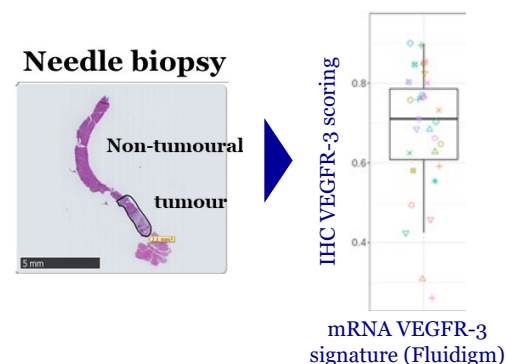 Needle biopsy
Non-tumoural
tumour
5 mm
IHC VEGFR-3 scoring
0.8
0.6
0.4
mRNA VEGFR-3
signature (Fluidigm)